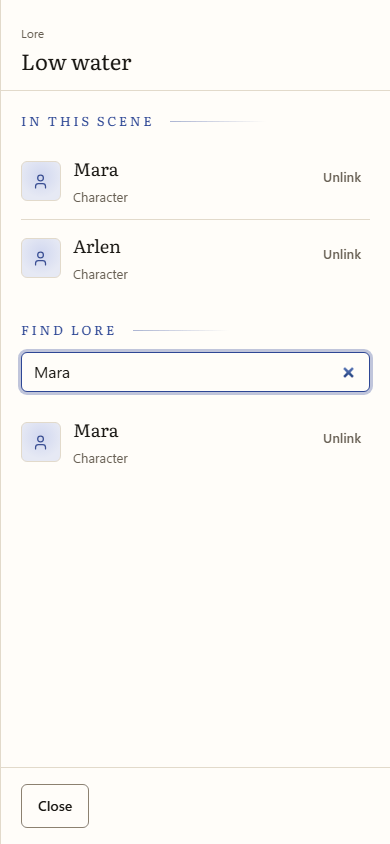 Lore
Low water
IN THIS SCENE
Mara
Character
Unlink
Arlen
Character
Unlink
FIND LORE
Mara
Mara
Character
Unlink
Close